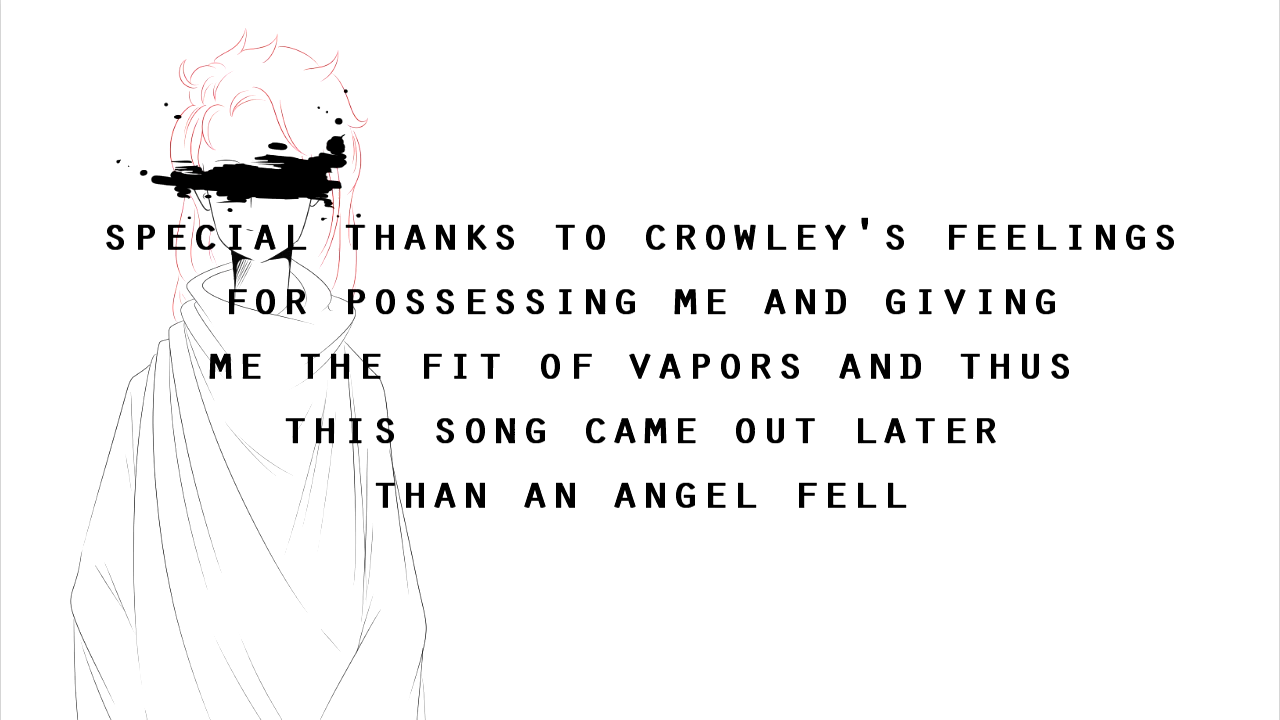 SPECIAL THANKS TO CROWLEY'S FEELINGS
FOR POSSESSING ME AND GIVING
ME THE FIT OF VAPORS AND THUS
THIS SONG CAME OUT LATER
THAN AN ANGEL FELL